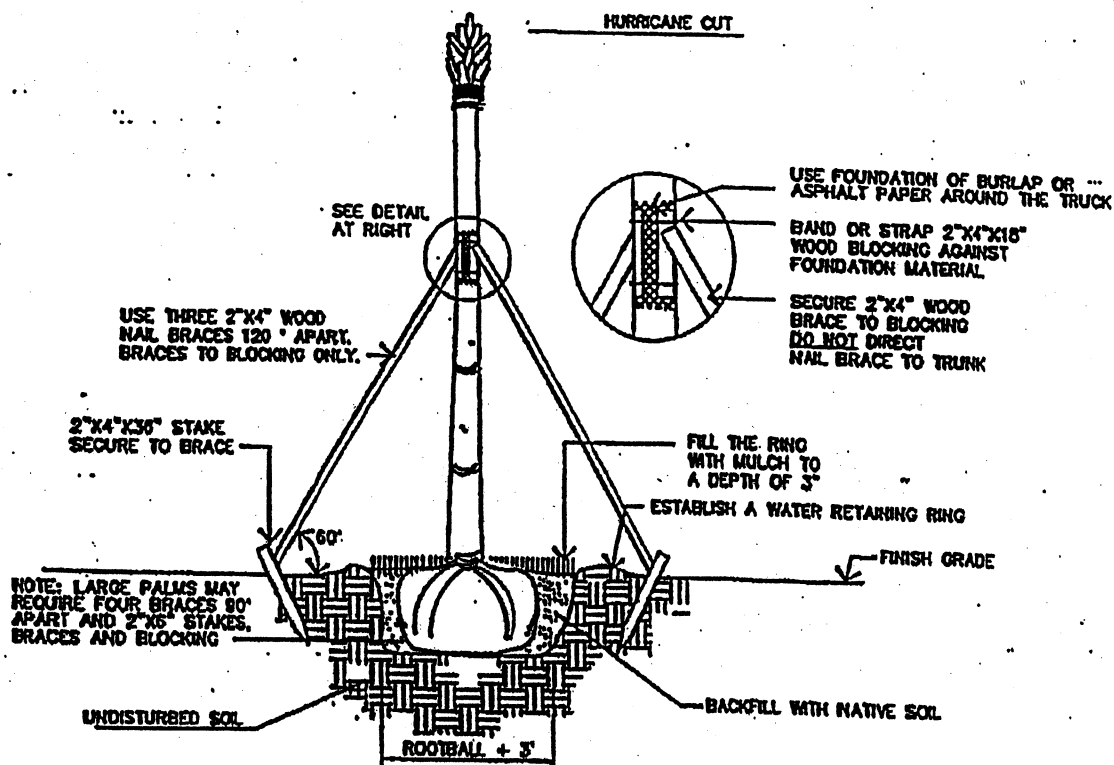 HURRICANE CUT
SEE DETAIL
AT RIGHT
USE FOUNDATION OF BURLAP OR ...
ASPHALT PAPER AROUND THE TRUCK
BAND OR STRAP 2"X4"X18"
WOOD BLOCKING AGAINST
FOUNDATION MATERIAL
SECURE 2"X4" WOOD
BRACE TO BLOCKING
DO NOT DIRECT
NAIL BRACE TO TRUNK
USE THREE 2"X4" WOOD
NAIL BRACES 120° APART.
BRACES TO BLOCKING ONLY.
2"X4"X36" STAKE
SECURE TO BRACE
FILL THE RING
WITH MULCH TO
A DEPTH OF 3"
ESTABLISH A WATER RETAINING RING
60°
FINISH GRADE
NOTE: LARGE PALMS MAY
REQUIRE FOUR BRACES 90°
APART AND 2"X6" STAKES,
BRACES AND BLOCKING
UNDISTURBED SOIL
BACKFILL WITH NATIVE SOIL
ROOTBALL + 3'